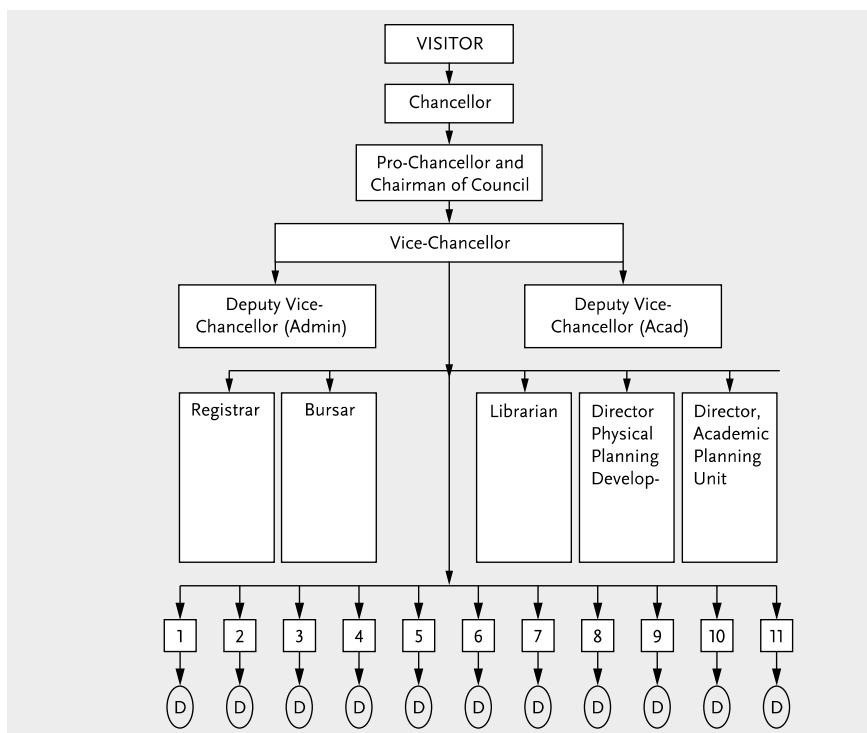 VISITOR
Chancellor
Pro-Chancellor and
Chairman of Council
Vice-Chancellor
Deputy Vice-
Chancellor (Admin)
Deputy Vice-
Chancellor (Acad)
Registrar
Bursar
Librarian
Director
Physical
Planning
Develop-
Director,
Academic
Planning
Unit
1
2
3
4
5
6
7
8
9
10
11
D
D
D
D
D
D
D
D
D
D
D